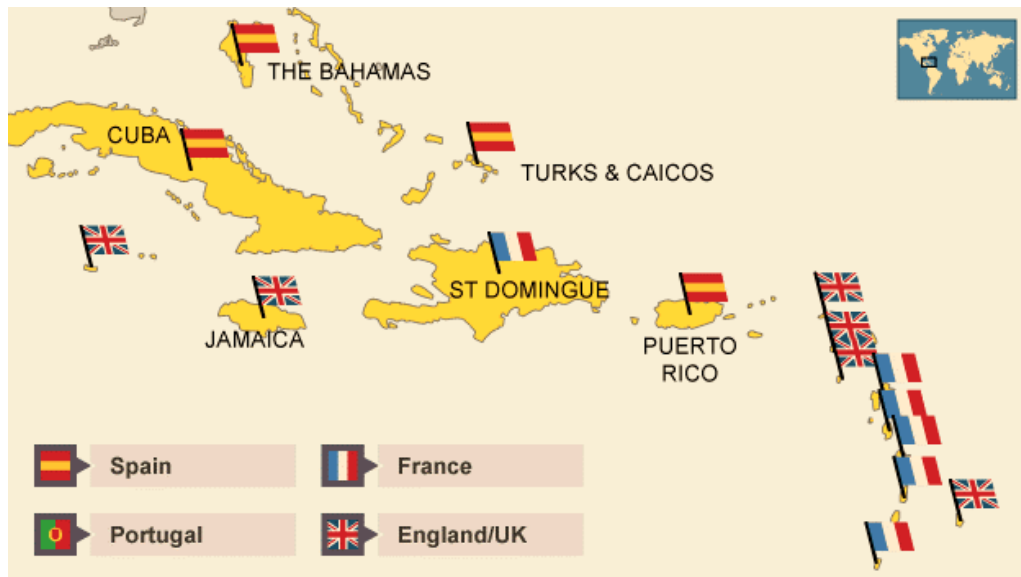 THE BAHAMAS
CUBA
TURKS & CAICOS
ST DOMINGUE
JAMAICA
PUERTO
RICO
Spain
France
Portugal
England/UK